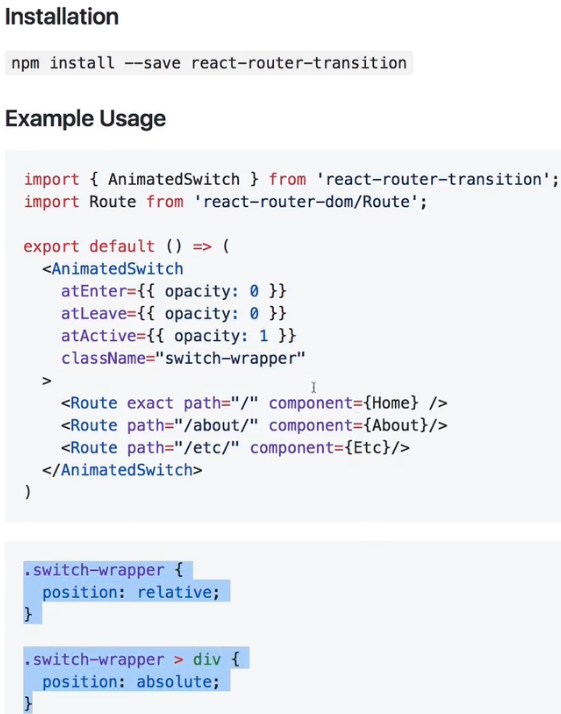 Installation
npm install --save react-router-transition
Example Usage
import { AnimatedSwitch } from 'react-router-transition';
import Route from 'react-router-dom/Route';
export default () => (
<AnimatedSwitch
atEnter={{ opacity: 0 }}
atLeave={{ opacity: 0 }}
atActive={{ opacity: 1 }}
className="switch-wrapper"
>
<Route exact path="/" component={Home} />
<Route path="/about/" component={About}/>
<Route path="/etc/" component={Etc}/>
</AnimatedSwitch>
)
.switch-wrapper {
position: relative;
}
.switch-wrapper > div {
position: absolute;
}